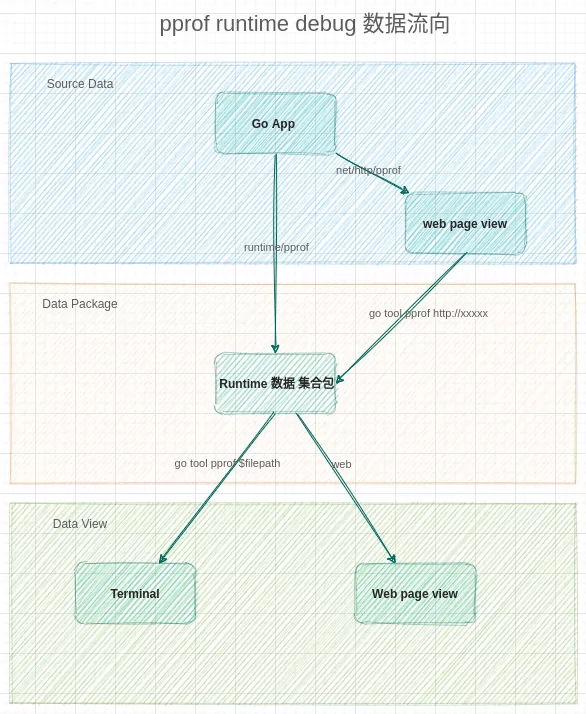 pprof runtime debug 数据流向
Source Data
Go App
net/http/pprof
web page view
runtime/pprof
Data Package
go tool pprof http://xxxxx
Runtime 数据 集合包
go tool pprof $filepath
web
Data View
Terminal
Web page view